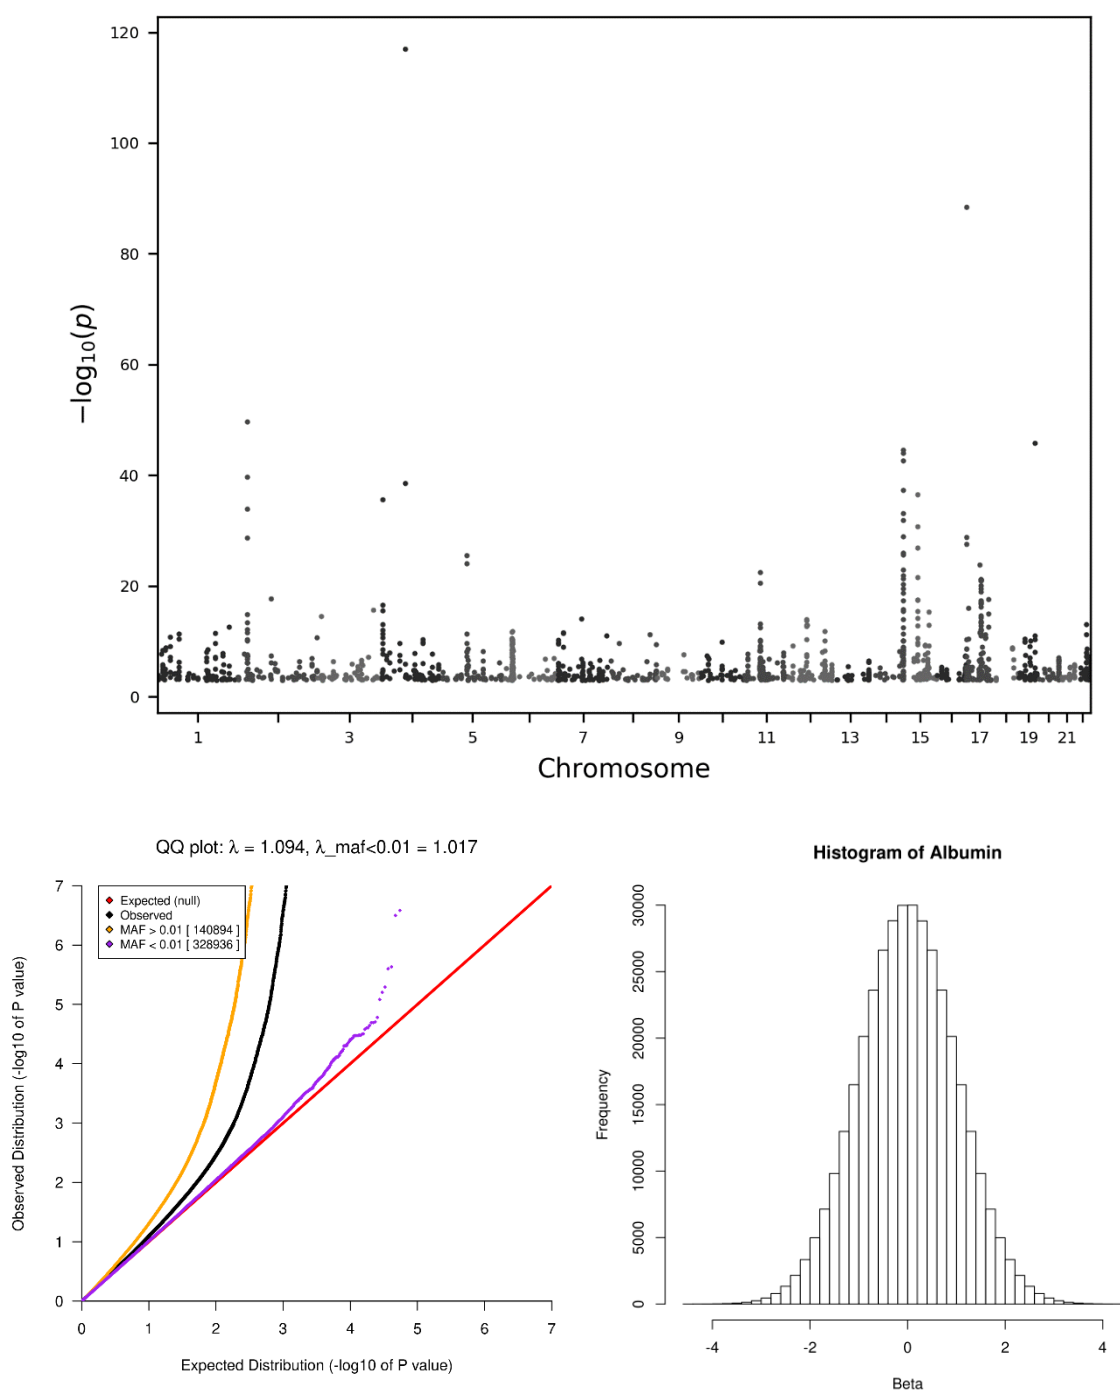 120
100
80
60
40
20
0
−log₁₀(p)
1 3 5 7 9 11 13 15 17 19 21
Chromosome
QQ plot: λ = 1.094, λ_maf<0.01 = 1.017
Expected (null)
Observed
MAF > 0.01 [ 140894 ]
MAF < 0.01 [ 328936 ]
7
6
5
4
3
2
1
0
Observed Distribution (-log10 of P value)
0 1 2 3 4 5 6 7
Expected Distribution (-log10 of P value)
Histogram of Albumin
30000
25000
20000
15000
10000
5000
0
Frequency
-4 -2 0 2 4
Beta